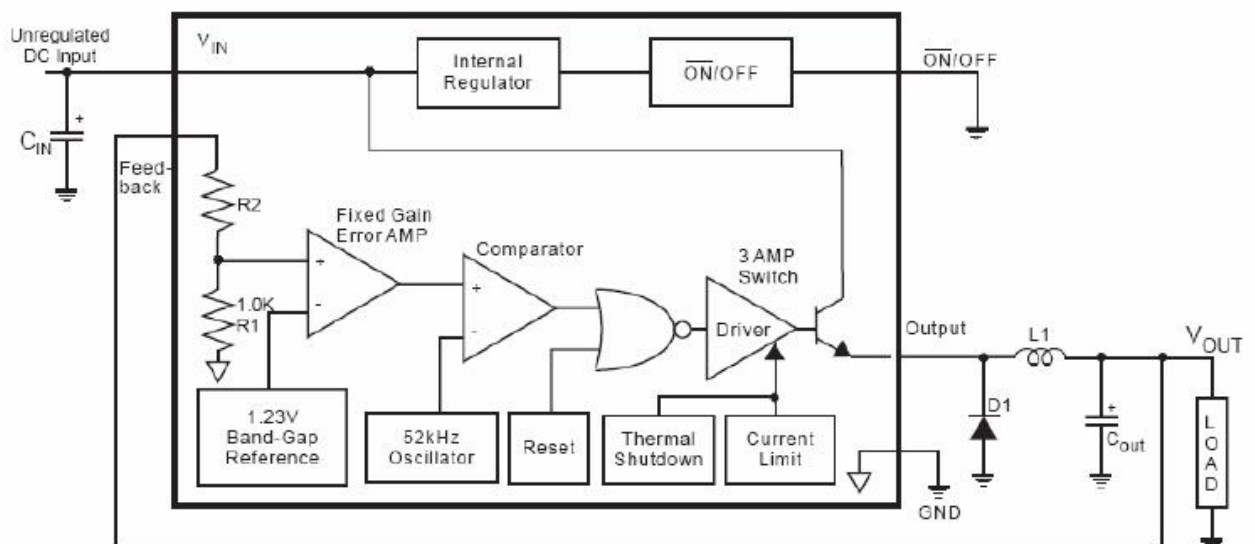 Unregulated
DC Input
V_IN
Internal
Regulator
O̅N̅/OFF
O̅N̅/OFF
+
C_IN
Feed-
back
R2
Fixed Gain
Error AMP
Comparator
3 AMP
Switch
+
-
1.0K
R1
+
-
Driver
Output
L1
V_OUT
D1
+
C_out
LOAD
1.23V
Band-Gap
Reference
52kHz
Oscillator
Reset
Thermal
Shutdown
Current
Limit
GND